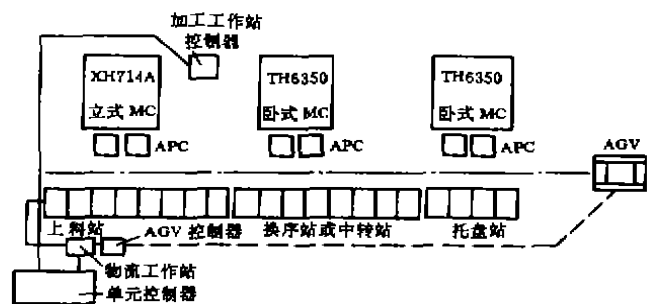 加工工作站
控制器
XH714A
立式 MC
TH6350
卧式 MC
TH6350
卧式 MC
APC
APC
APC
AGV
上料站
AGV 控制器
换序站或中转站
托盘站
物流工作站
单元控制器